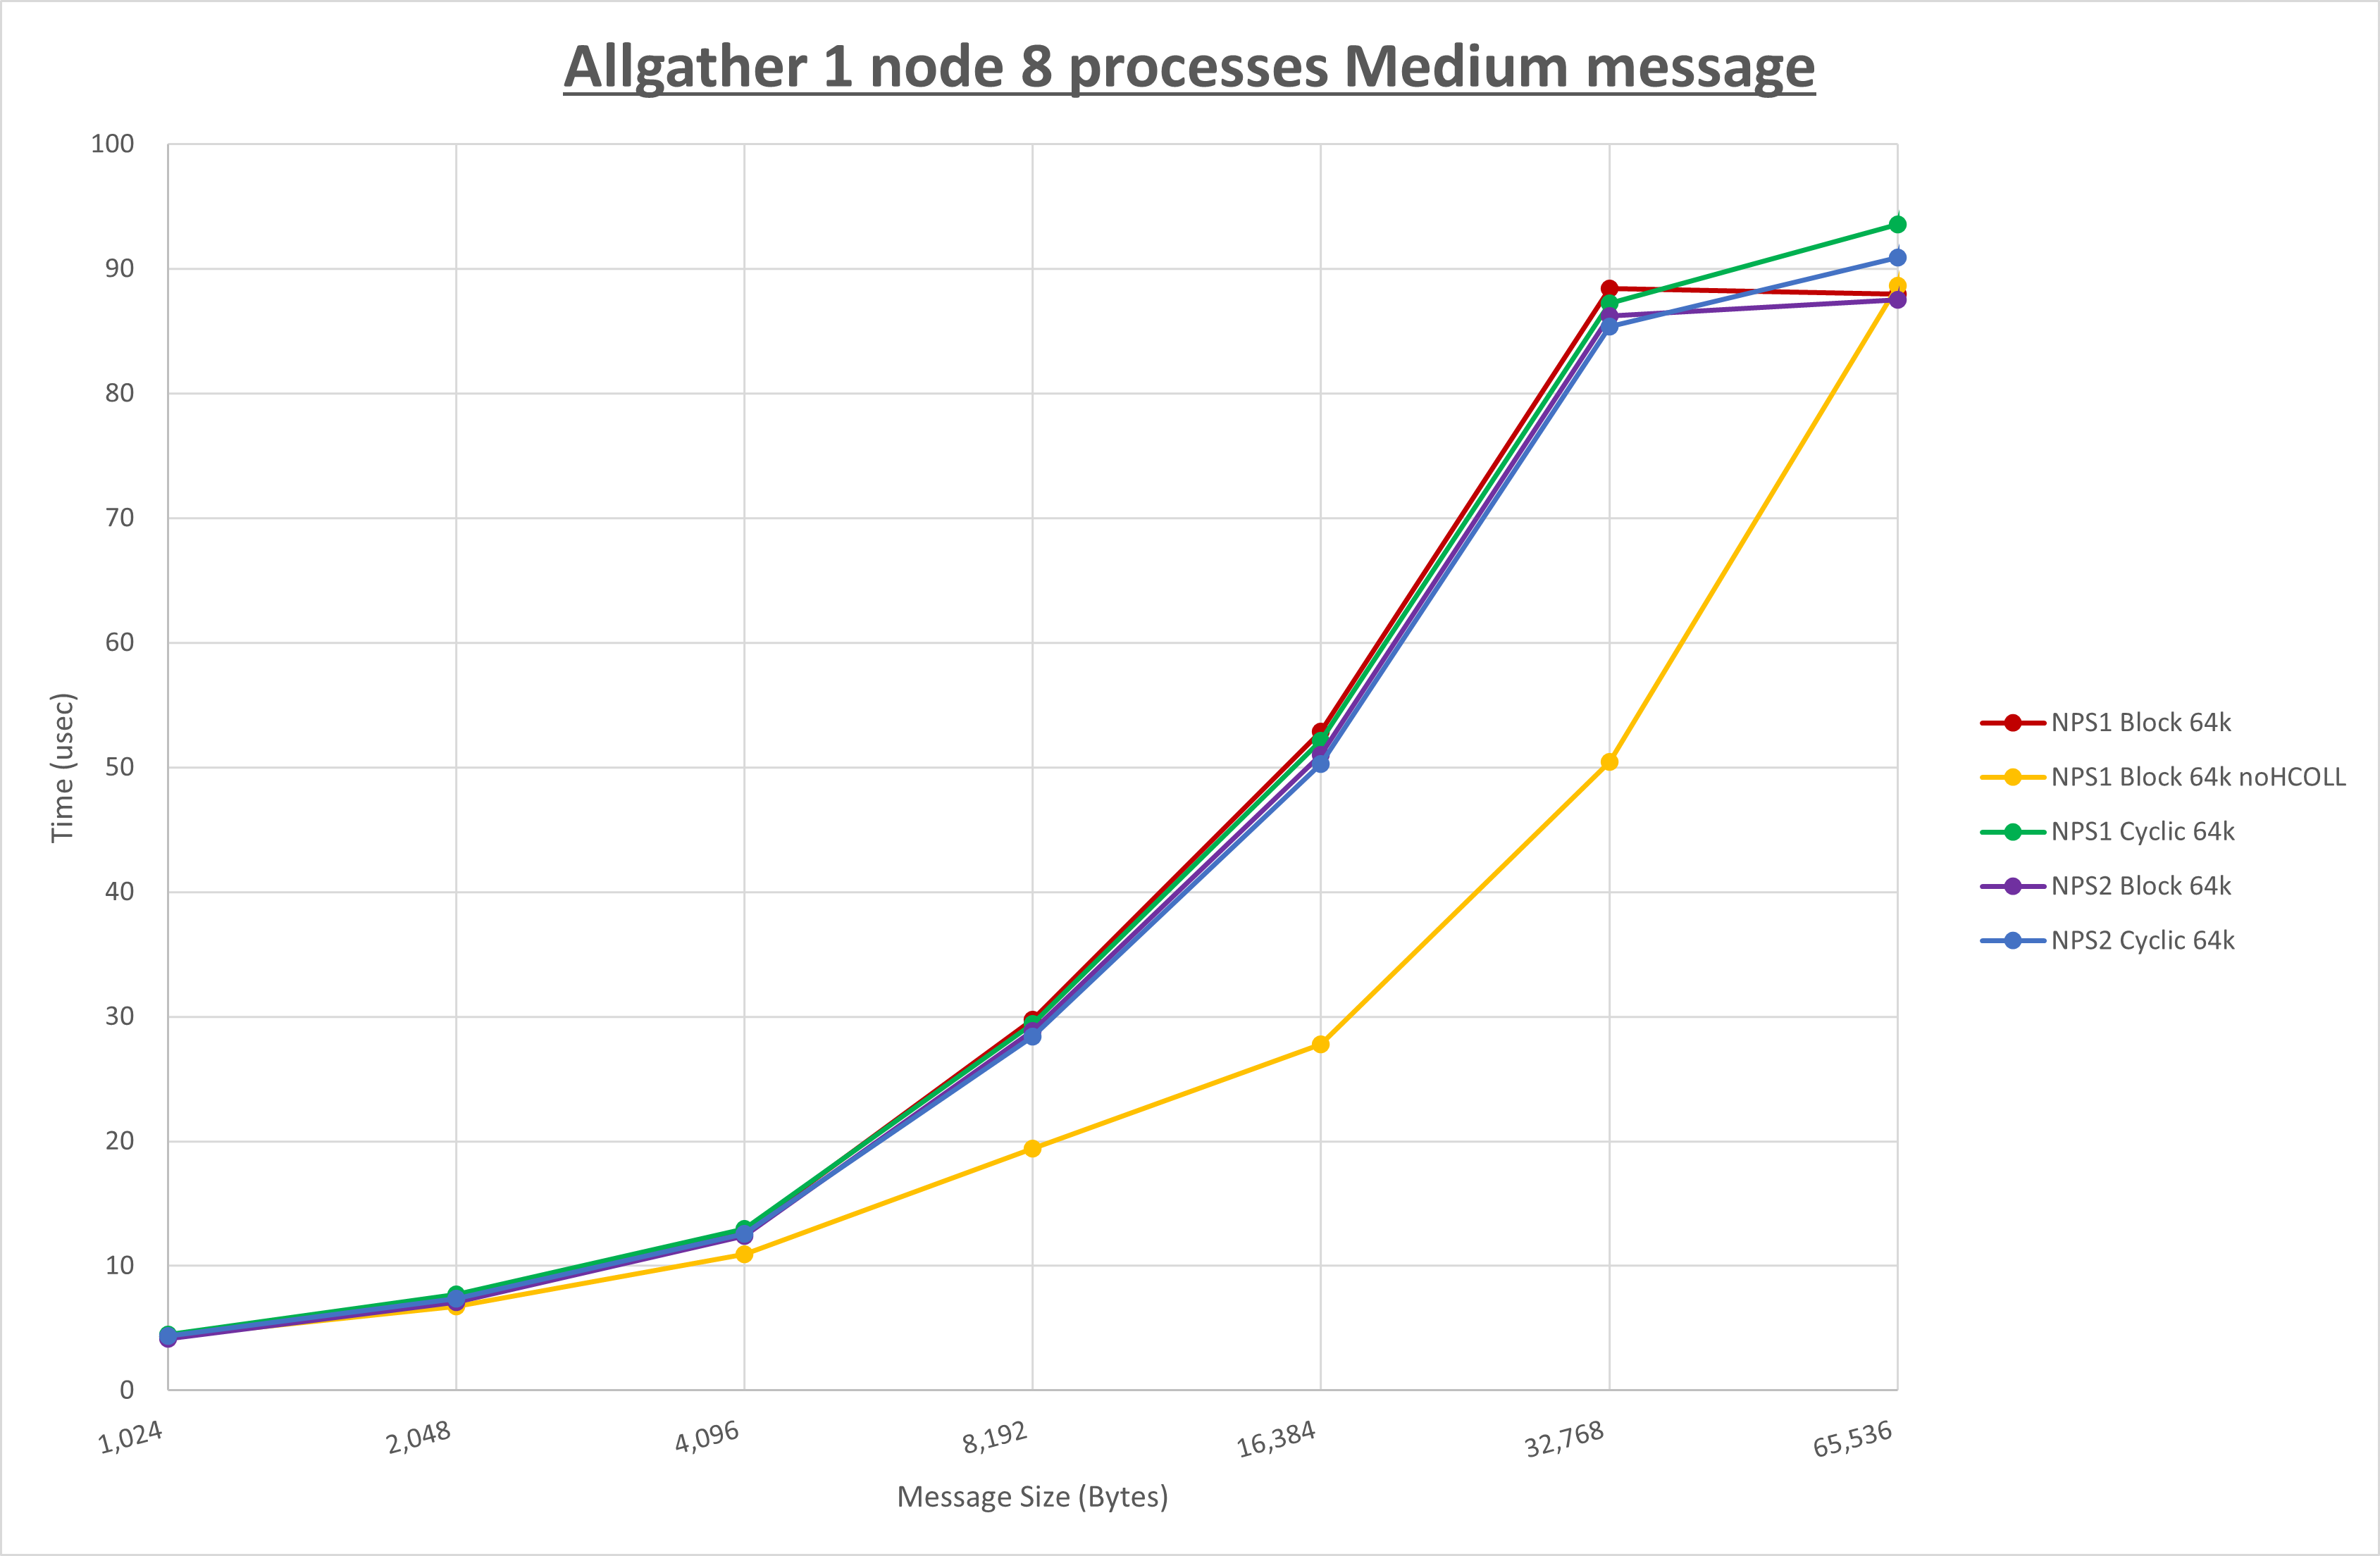 Allgather 1 node 8 processes Medium message
100
90
80
70
60
50
40
30
20
10
0
Time (usec)
1,024
2,048
4,096
8,192
16,384
32,768
65,536
Message Size (Bytes)
NPS1 Block 64k
NPS1 Block 64k noHCOLL
NPS1 Cyclic 64k
NPS2 Block 64k
NPS2 Cyclic 64k